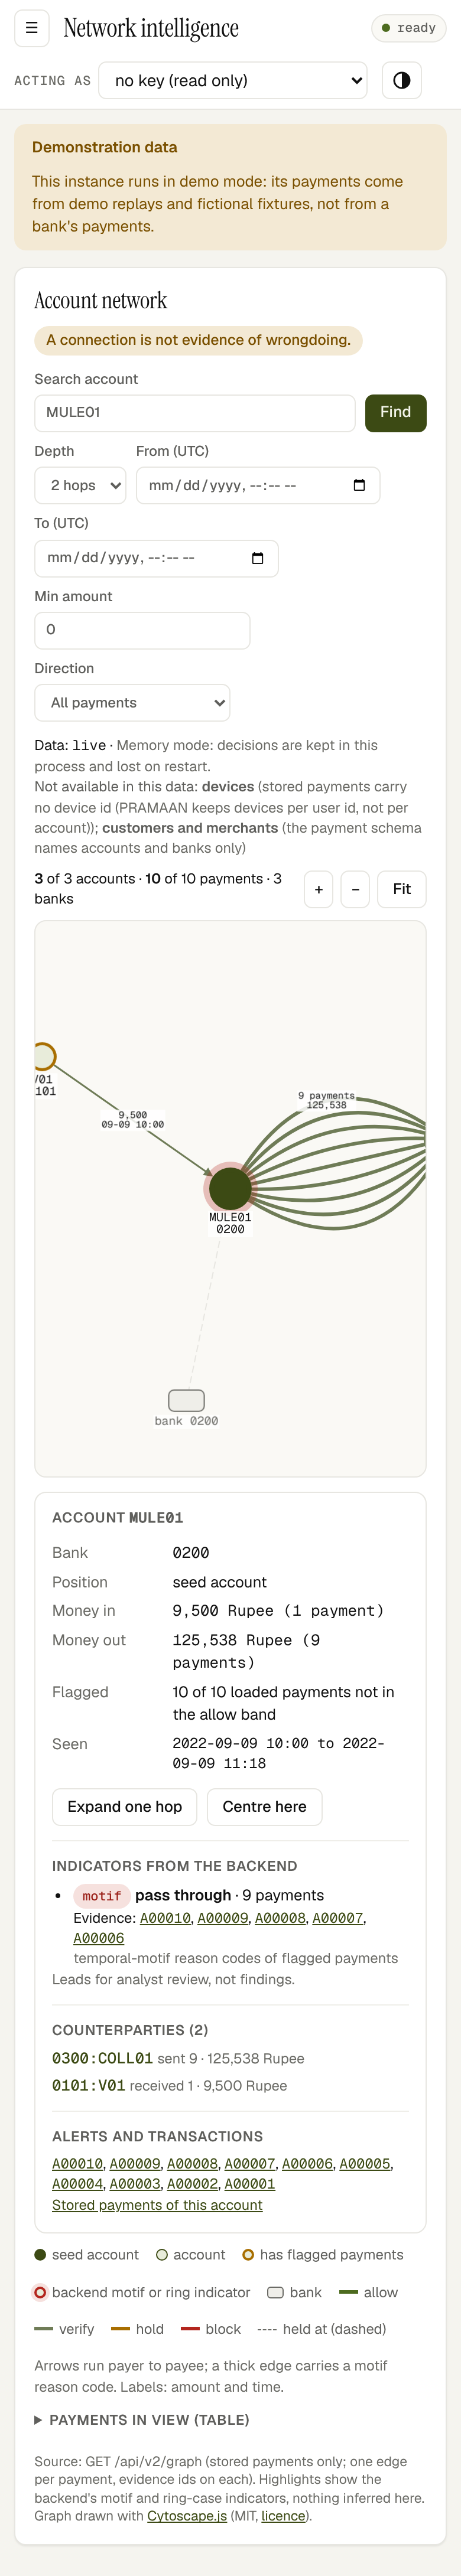 ☰ Network intelligence ready
ACTING AS no key (read only)
Demonstration data
This instance runs in demo mode: its payments come
from demo replays and fictional fixtures, not from a
bank's payments.
Account network
A connection is not evidence of wrongdoing.
Search account
MULE01 Find
Depth From (UTC)
2 hops mm/dd/yyyy, --:-- --
To (UTC)
mm/dd/yyyy, --:-- --
Min amount
0
Direction
All payments
Data: live · Memory mode: decisions are kept in this
process and lost on restart.
Not available in this data: devices (stored payments carry
no device id (PRAMAAN keeps devices per user id, not per
account)); customers and merchants (the payment schema
names accounts and banks only)
3 of 3 accounts · 10 of 10 payments · 3
banks
+ − Fit
V01
101
9,500
09-09 10:00
9 payments
125,538
MULE01
0200
bank 0200
ACCOUNT MULE01
Bank 0200
Position seed account
Money in 9,500 Rupee (1 payment)
Money out 125,538 Rupee (9
payments)
Flagged 10 of 10 loaded payments not in
the allow band
Seen 2022-09-09 10:00 to 2022-
09-09 11:18
Expand one hop Centre here
INDICATORS FROM THE BACKEND
• motif pass through · 9 payments
Evidence: A00010, A00009, A00008, A00007,
A00006
temporal-motif reason codes of flagged payments
Leads for analyst review, not findings.
COUNTERPARTIES (2)
0300:COLL01 sent 9 · 125,538 Rupee
0101:V01 received 1 · 9,500 Rupee
ALERTS AND TRANSACTIONS
A00010, A00009, A00008, A00007, A00006, A00005,
A00004, A00003, A00002, A00001
Stored payments of this account
seed account account has flagged payments
backend motif or ring indicator bank allow
verify hold block held at (dashed)
Arrows run payer to payee; a thick edge carries a motif
reason code. Labels: amount and time.
▶ PAYMENTS IN VIEW (TABLE)
Source: GET /api/v2/graph (stored payments only; one edge
per payment, evidence ids on each). Highlights show the
backend's motif and ring-case indicators, nothing inferred here.
Graph drawn with Cytoscape.js (MIT, licence).